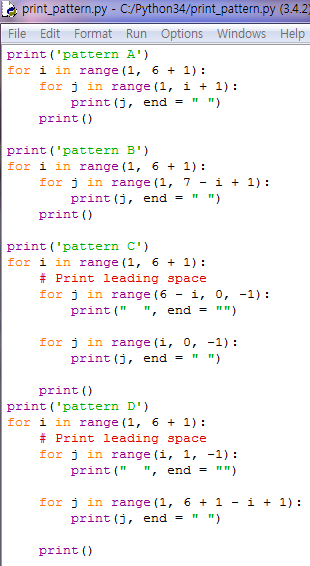 print_pattern.py - C:/Python34/print_pattern.py (3.4.2)
File Edit Format Run Options Windows Help
print('pattern A')
for i in range(1, 6 + 1):
    for j in range(1, i + 1):
        print(j, end = " ")
    print()

print('pattern B')
for i in range(1, 6 + 1):
    for j in range(1, 7 - i + 1):
        print(j, end = " ")
    print()

print('pattern C')
for i in range(1, 6 + 1):
    # Print leading space
    for j in range(6 - i, 0, -1):
        print("  ", end = "")

    for j in range(i, 0, -1):
        print(j, end = " ")

    print()
print('pattern D')
for i in range(1, 6 + 1):
    # Print leading space
    for j in range(i, 1, -1):
        print("  ", end = "")

    for j in range(1, 6 + 1 - i + 1):
        print(j, end = " ")

    print()